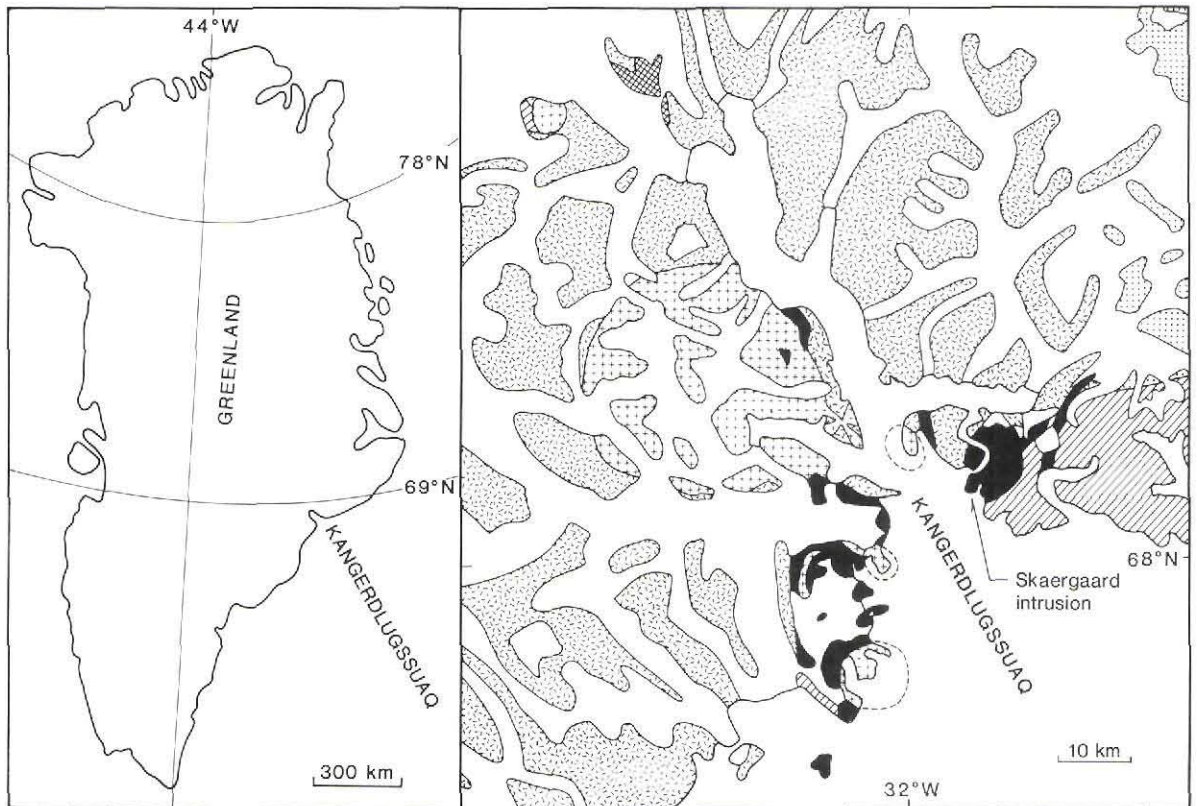 44°W
78°N
GREENLAND
69°N
KANGERDLUGSSUAQ
300 km
KANGERDLUGSSUAQ
68°N
Skaergaard
intrusion
10 km
32°W